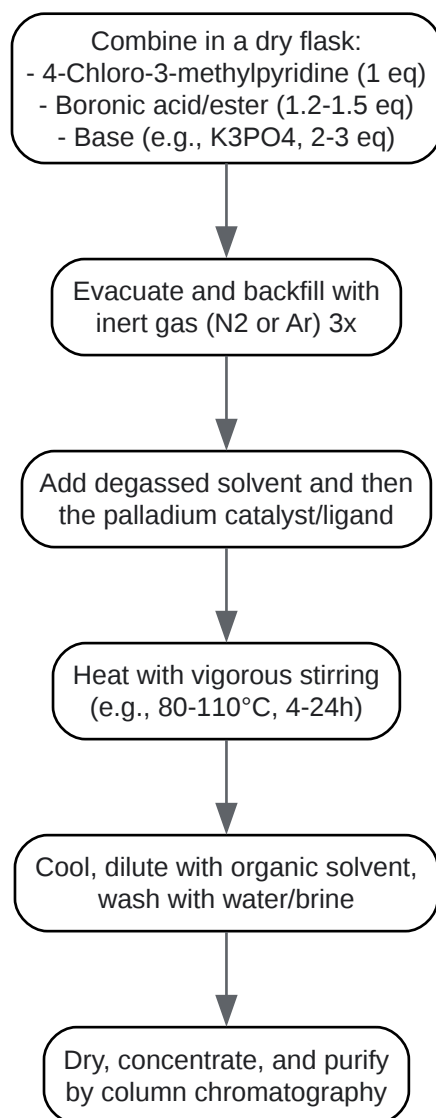 Combine in a dry flask:
- 4-Chloro-3-methylpyridine (1 eq)
- Boronic acid/ester (1.2-1.5 eq)
- Base (e.g., K3PO4, 2-3 eq)
Evacuate and backfill with
inert gas (N2 or Ar) 3x
Add degassed solvent and then
the palladium catalyst/ligand
Heat with vigorous stirring
(e.g., 80-110°C, 4-24h)
Cool, dilute with organic solvent,
wash with water/brine
Dry, concentrate, and purify
by column chromatography